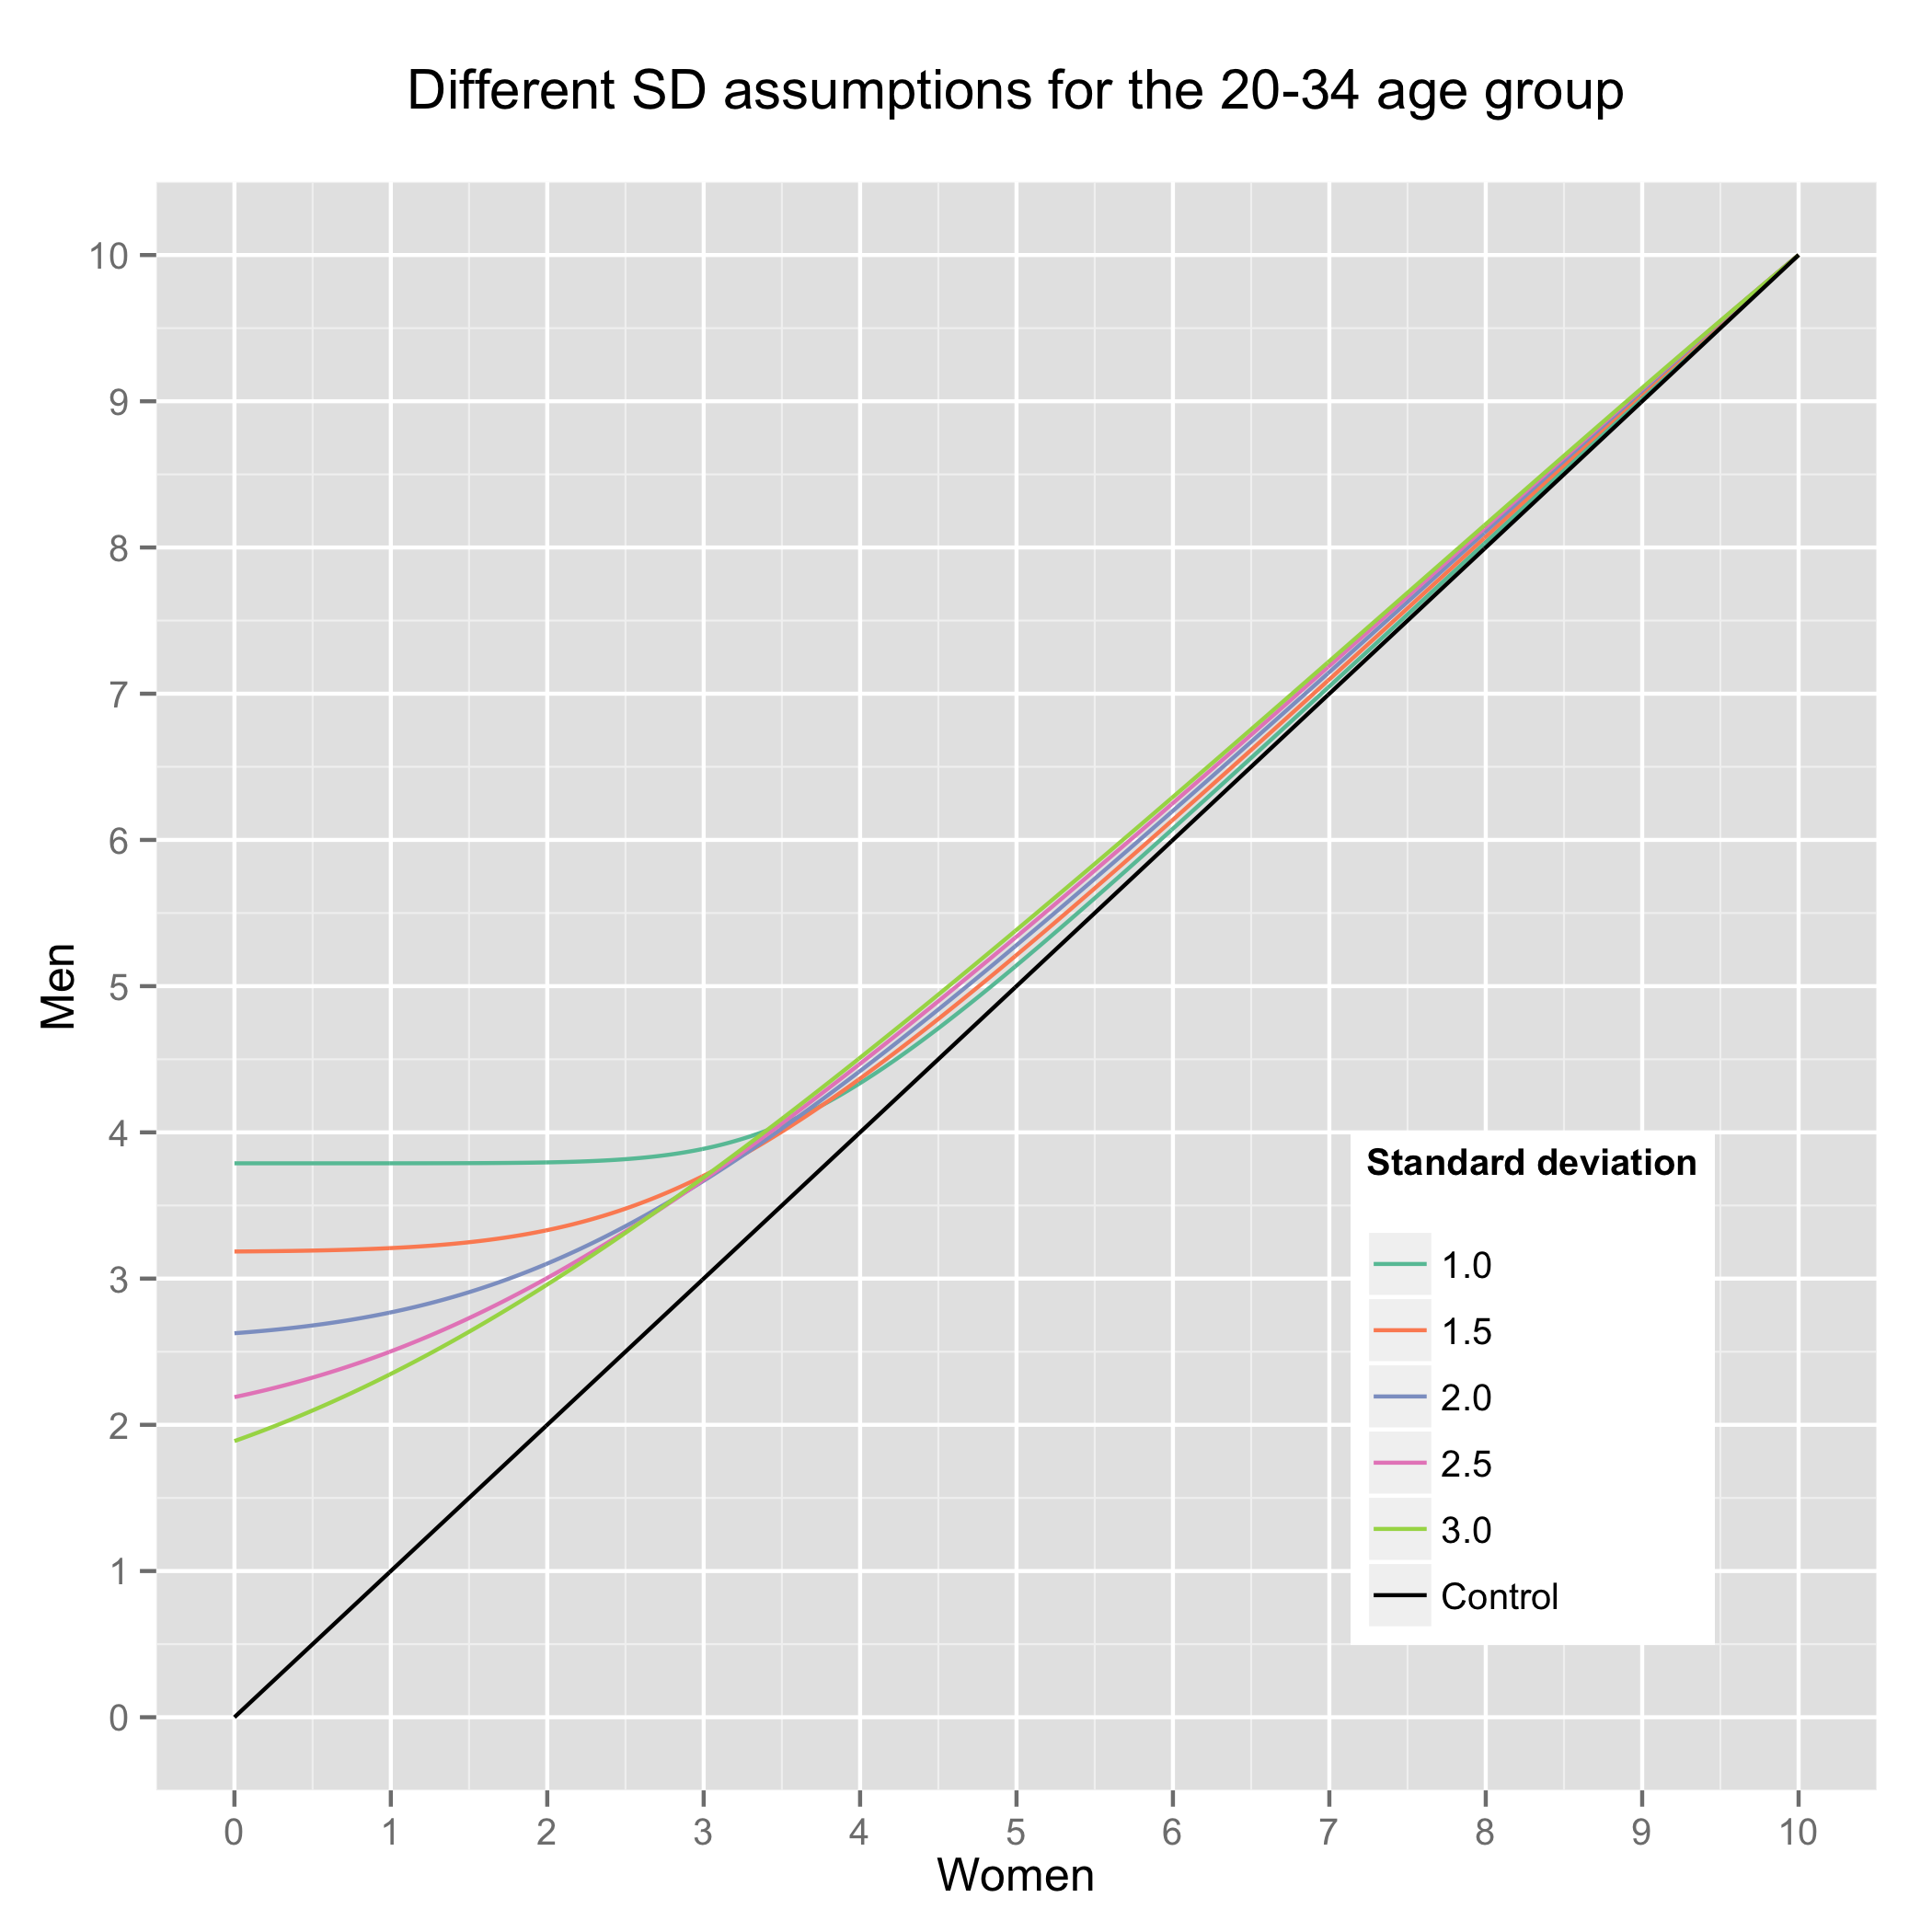 Different SD assumptions for the 20-34 age group
10
9
8
7
6
5
4
3
2
1
0
Men
Standard deviation
1.0
1.5
2.0
2.5
3.0
Control
0 1 2 3 4 5 6 7 8 9 10
Women